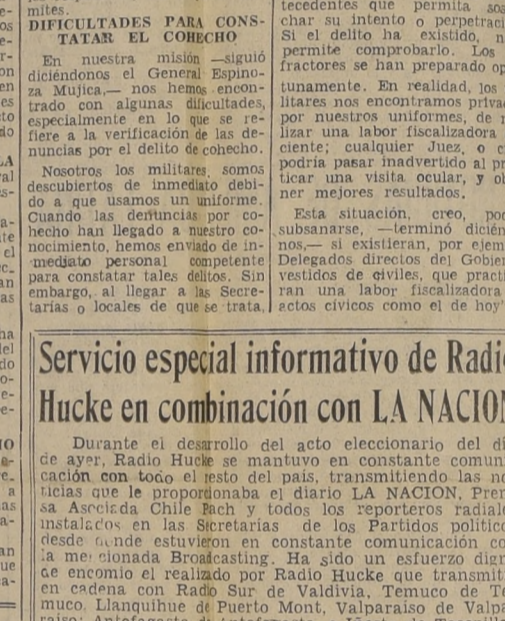 mites.
DIFICULTADES PARA CONS-
TATAR EL COHECHO
En nuestra misión —siguió
diciéndonos el General Espino-
za Mujica,— nos hemos encon-
trado con algunas dificultades,
especialmente en lo que se re-
fiere a la verificación de las de-
nuncias por el delito de cohecho.
Nosotros los militares, somos
descubiertos de inmediato debi-
do a que usamos un uniforme.
Cuando las denuncias por co-
hecho han llegado a nuestro co-
nocimiento, hemos enviado de in-
mediato personal competente
para constatar tales delitos. Sin
embargo, al llegar a las Secre-
tarías o locales de que se trata,
tecedentes que permita sos
char su intento o perpetraci
Si el delito ha existido, n
permite comprobarlo. Los
fractores se han preparado op
tunamente. En realidad, los
litares nos encontramos priva
por nuestros uniformes, de r
lizar una labor fiscalizadora
ciente; cualquier Juez, o c
podría pasar inadvertido al pr
ticar una visita ocular, y ob
ner mejores resultados.
Esta situación, creo, pod
subsanarse, —terminó dicién
nos,— si existieran, por ejem
Delegados directos del Gobier
vestidos de civiles, que practi
ran una labor fiscalizadora
actos cívicos como el de hoy"
Servicio especial informativo de Radi
Hucke en combinación con LA NACION
Durante el desarrollo del acto eleccionario del di
de ayer, Radio Hucke se mantuvo en constante comun
cación con todo el resto del país, transmitiendo las no
ticias que le proporcionaba el diario LA NACION, Pren
sa Asociada Chile Pach y todos los reporteros radiale
instalados en las Secretarías de los Partidos político
desde donde estuvieron en constante comunicación co
la mencionada Broadcasting. Ha sido un esfuerzo dign
de encomio el realizado por Radio Hucke que transmit
en cadena con Radio Sur de Valdivia, Temuco de Te
muco, Llanquihue de Puerto Mont, Valparaiso de Valpa